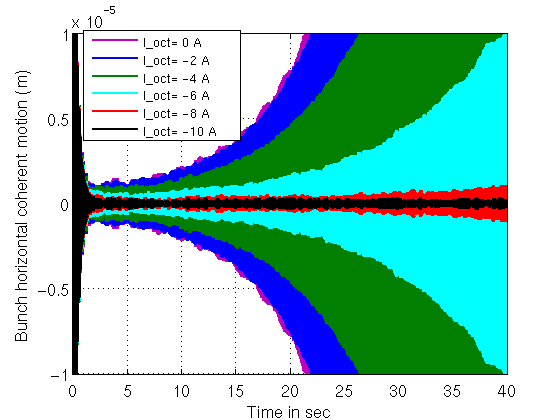 x 10⁻⁵
1
0.5
0
−0.5
−1
Bunch horizontal coherent motion (m)
I_oct= 0 A
I_oct= −2 A
I_oct= −4 A
I_oct= −6 A
I_oct= −8 A
I_oct= −10 A
0 5 10 15 20 25 30 35 40
Time in sec